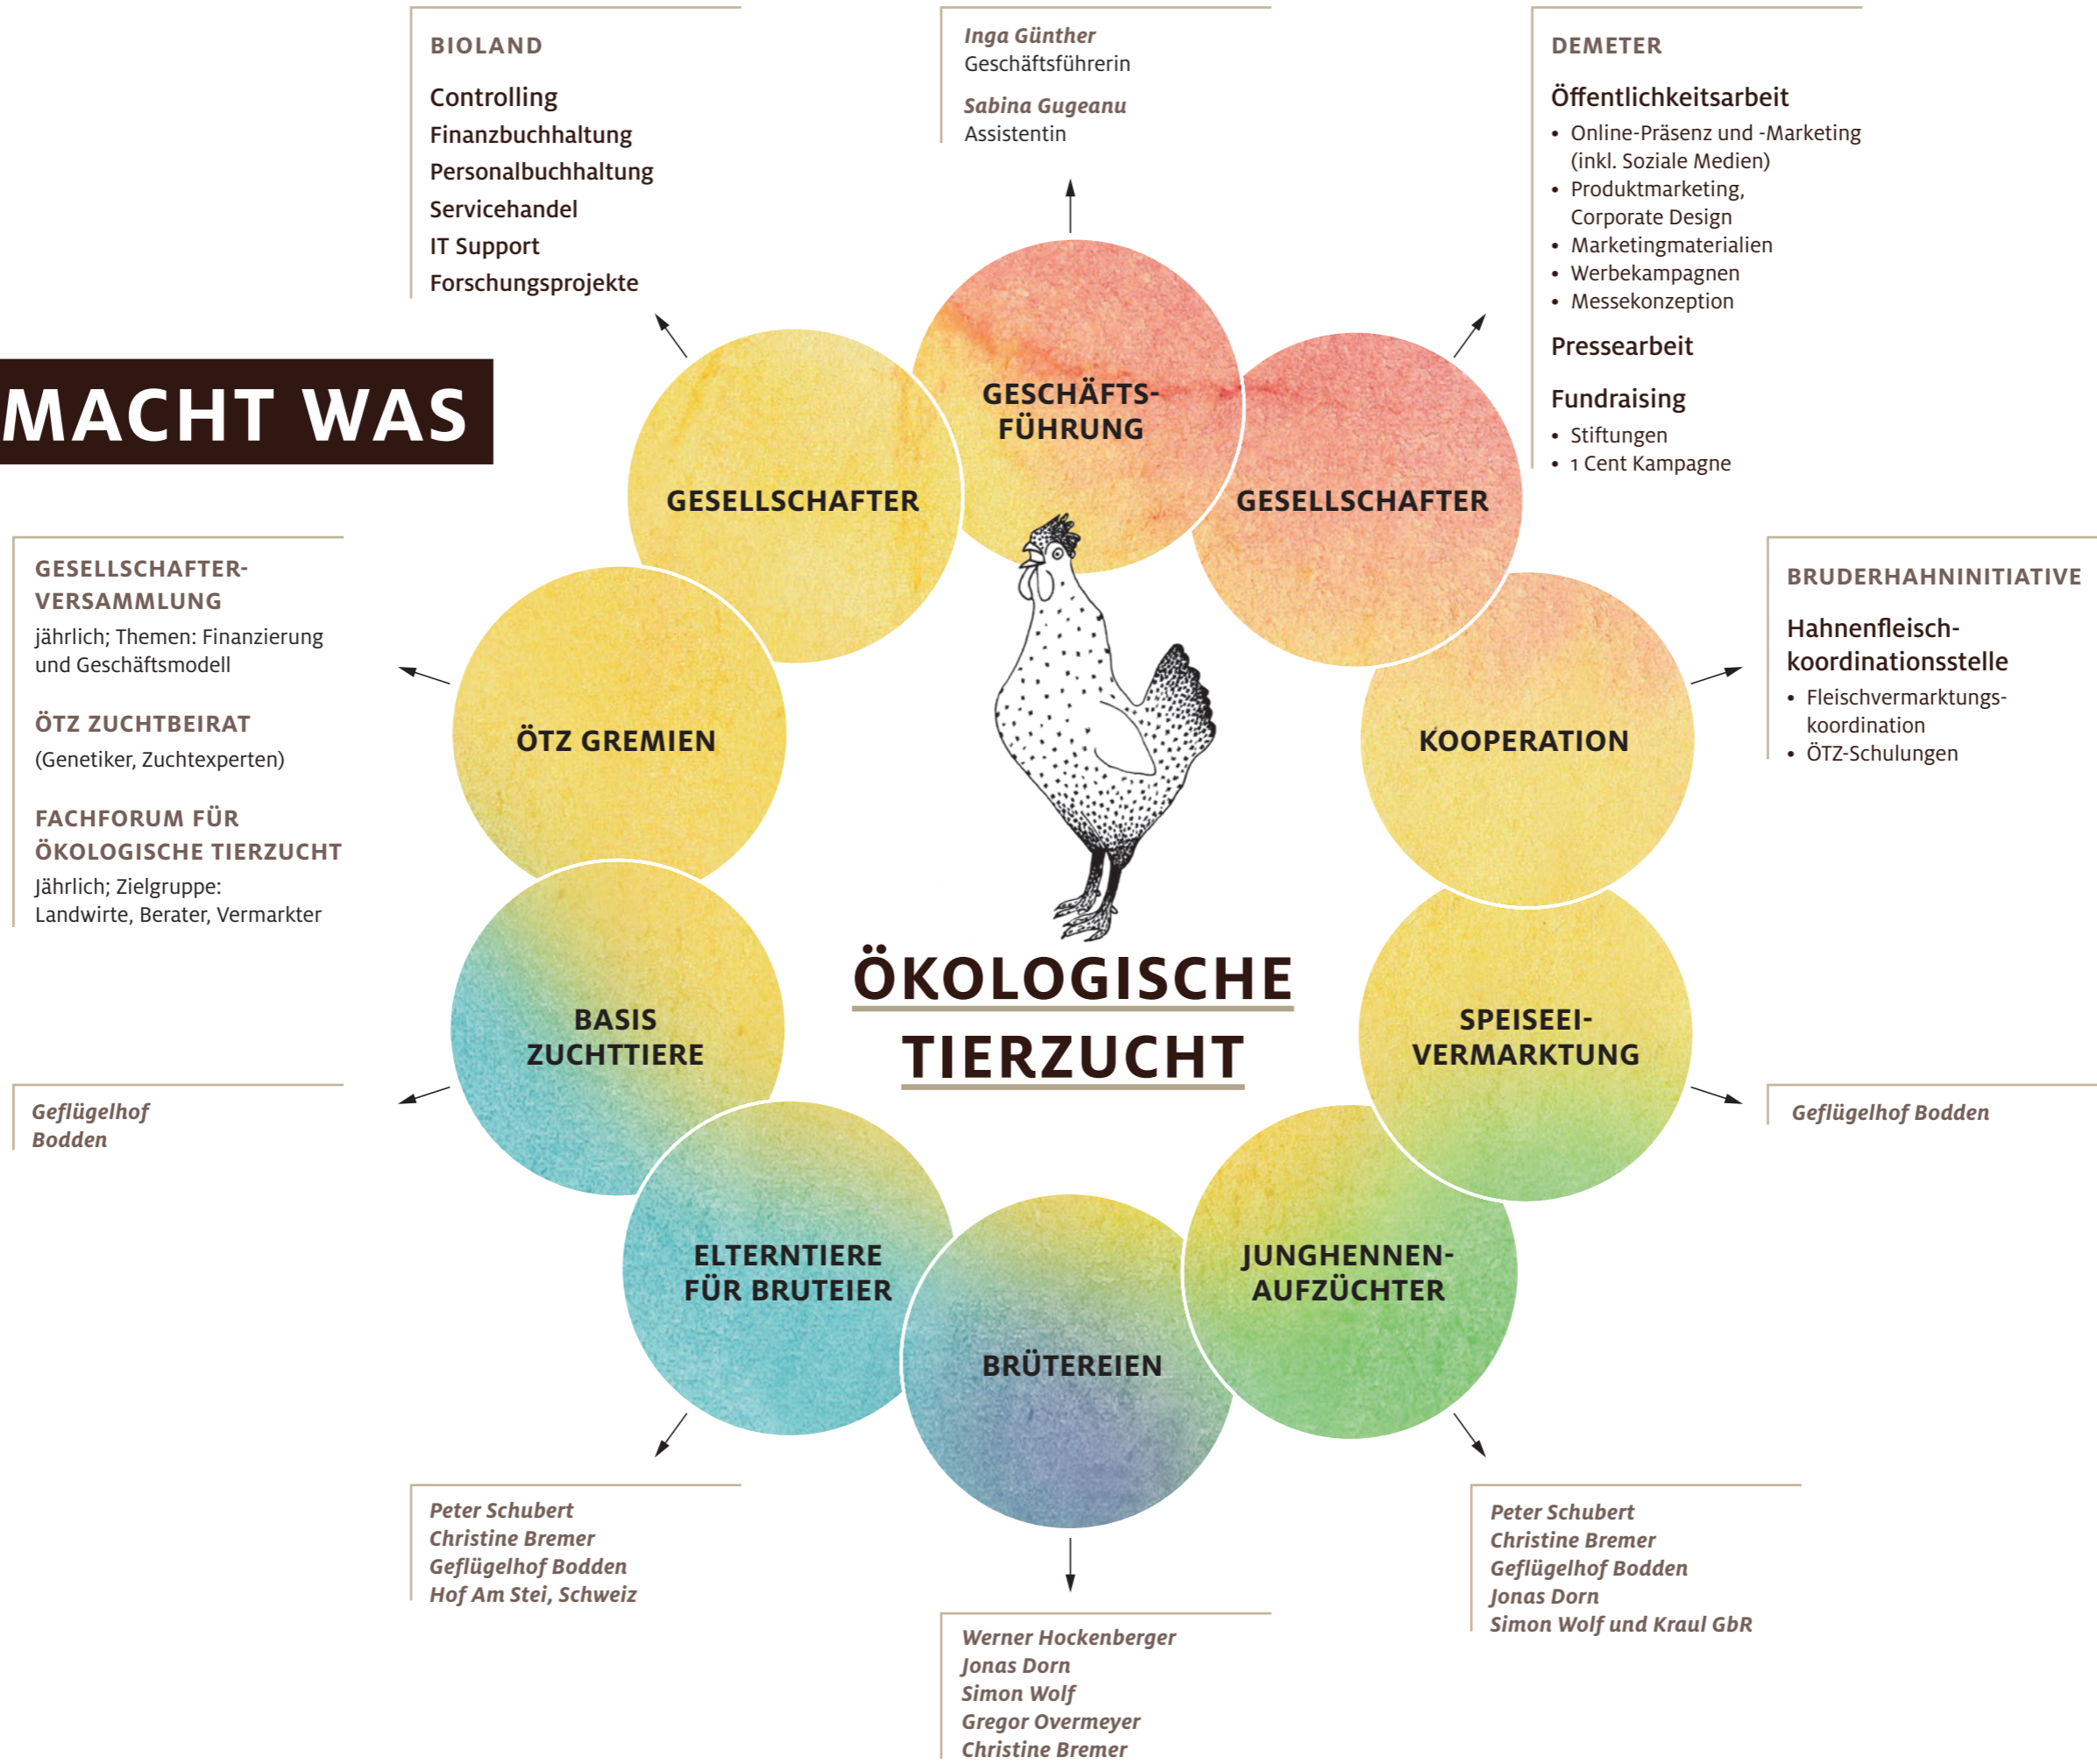 BIOLAND
Controlling
Finanzbuchhaltung
Personalbuchhaltung
Servicehandel
IT Support
Forschungsprojekte
Inga Günther
Geschäftsführerin
Sabina Gugeanu
Assistentin
DEMETER
Öffentlichkeitsarbeit
• Online-Präsenz und -Marketing
(inkl. Soziale Medien)
• Produktmarketing,
Corporate Design
• Marketingmaterialien
• Werbekampagnen
• Messekonzeption
Pressearbeit
Fundraising
• Stiftungen
• 1 Cent Kampagne
MACHT WAS
GESCHÄFTS-
FÜHRUNG
GESELLSCHAFTER
GESELLSCHAFTER
GESELLSCHAFTER-
VERSAMMLUNG
jährlich; Themen: Finanzierung
und Geschäftsmodell
ÖTZ ZUCHTBEIRAT
(Genetiker, Zuchtexperten)
FACHFORUM FÜR
ÖKOLOGISCHE TIERZUCHT
Jährlich; Zielgruppe:
Landwirte, Berater, Vermarkter
ÖTZ GREMIEN
KOOPERATION
BRUDERHAHNINITIATIVE
Hahnenfleisch-
koordinationsstelle
• Fleischvermarktungs-
koordination
• ÖTZ-Schulungen
ÖKOLOGISCHE
TIERZUCHT
BASIS
ZUCHTTIERE
SPEISEEI-
VERMARKTUNG
Geflügelhof
Bodden
Geflügelhof Bodden
ELTERNTIERE
FÜR BRUTEIER
BRÜTEREIEN
JUNGHENNEN-
AUFZÜCHTER
Peter Schubert
Christine Bremer
Geflügelhof Bodden
Hof Am Stei, Schweiz
Werner Hockenberger
Jonas Dorn
Simon Wolf
Gregor Overmeyer
Christine Bremer
Peter Schubert
Christine Bremer
Geflügelhof Bodden
Jonas Dorn
Simon Wolf und Kraul GbR